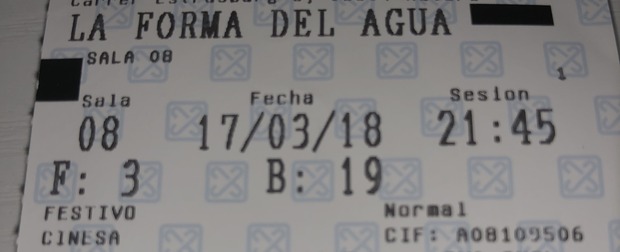 LA FORMA DEL AGUA
SALA 08
1
Sala Fecha Sesion
08 17/03/18 21:45
F: 3 B: 19
FESTIVO Normal
CINESA CIF: A08109506